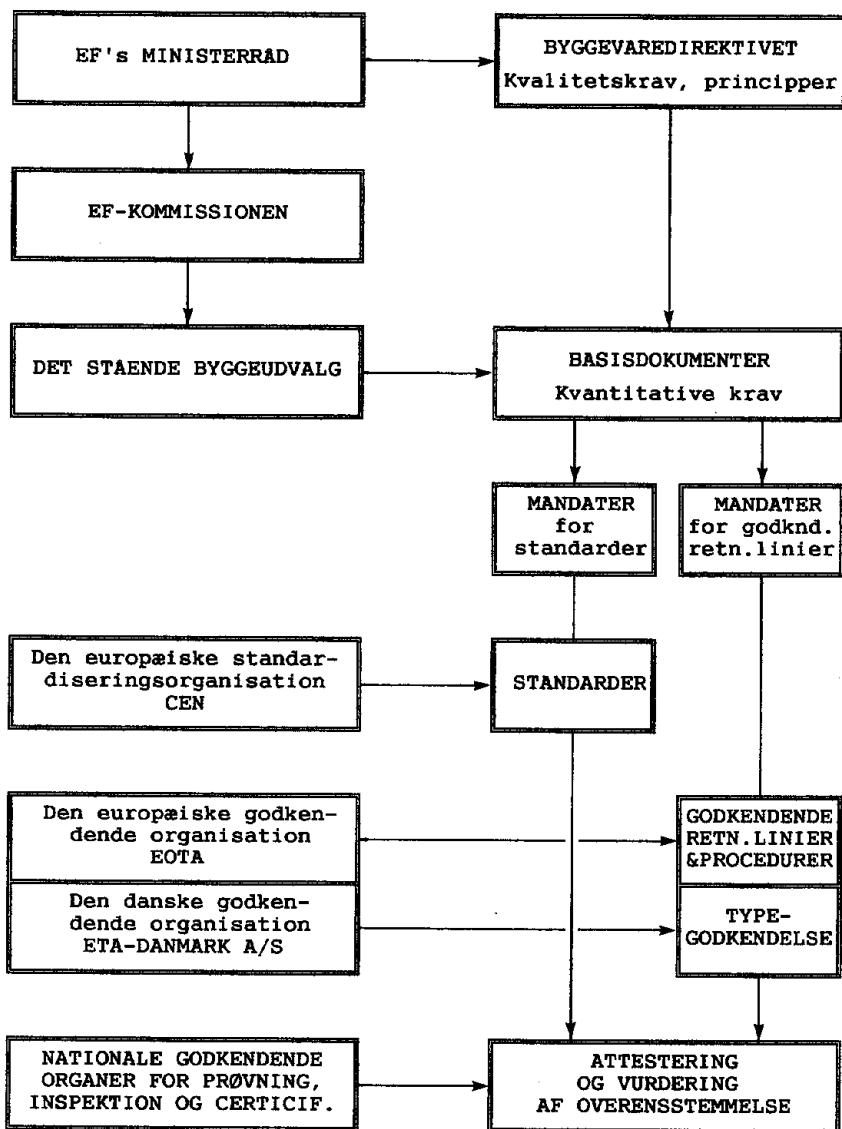 EF's MINISTERRÅD
BYGGEVAREDIREKTIVET
Kvalitetskrav, principper
EF-KOMMISSIONEN
DET STÅENDE BYGGEUDVALG
BASISDOKUMENTER
Kvantitative krav
MANDATER
for
standarder
MANDATER
for godknd.
retn.linier
Den europæiske standar-
diseringsorganisation
CEN
STANDARDER
Den europæiske godken-
dende organisation
EOTA
GODKENDENDE
RETN.LINIER
&PROCEDURER
Den danske godken-
dende organisation
ETA-DANMARK A/S
TYPE-
GODKENDELSE
NATIONALE GODKENDENDE
ORGANER FOR PRØVNING,
INSPEKTION OG CERTICIF.
ATTESTERING
OG VURDERING
AF OVERENSSTEMMELSE